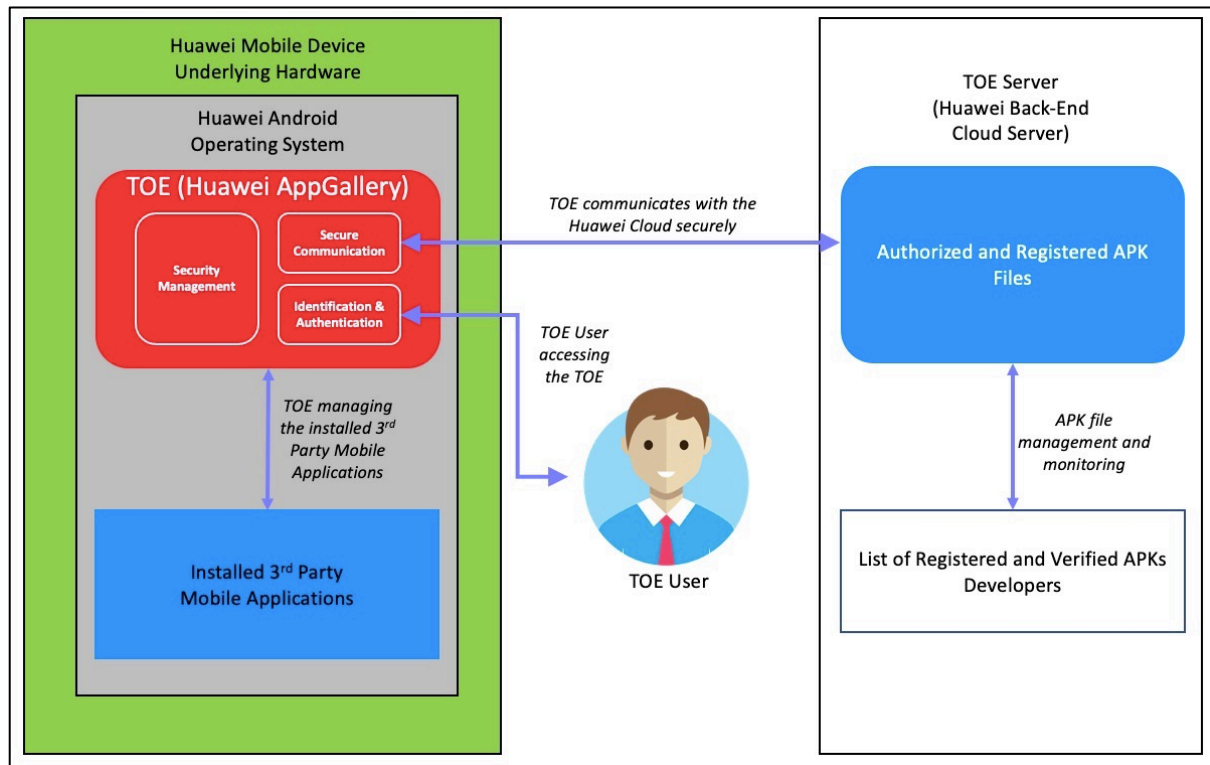 Huawei Mobile Device
Underlying Hardware
Huawei Android
Operating System
TOE (Huawei AppGallery)
Security
Management
Secure
Communication
Identification &
Authentication
TOE managing
the installed 3rd
Party Mobile
Applications
Installed 3rd Party
Mobile Applications
TOE communicates with the
Huawei Cloud securely
TOE User
accessing
the TOE
TOE User
TOE Server
(Huawei Back-End
Cloud Server)
Authorized and Registered APK
Files
APK file
management and
monitoring
List of Registered and Verified APKs
Developers